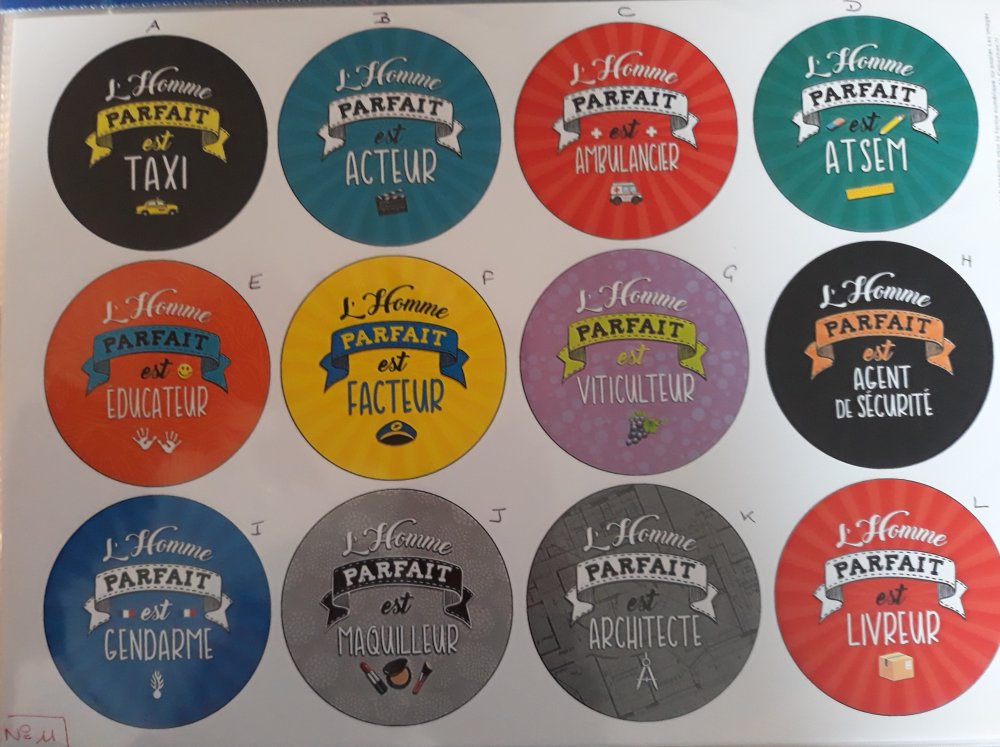 A
L'Homme
PARFAIT
est
TAXI
B
L'Homme
PARFAIT
est
ACTEUR
C
L'Homme
PARFAIT
est
AMBULANCIER
D
L'Homme
PARFAIT
est
ATSEM
E
L'Homme
PARFAIT
est
ÉDUCATEUR
F
L'Homme
PARFAIT
est
FACTEUR
G
L'Homme
PARFAIT
est
VITICULTEUR
H
L'Homme
PARFAIT
est
AGENT
DE SÉCURITÉ
I
L'Homme
PARFAIT
est
GENDARME
J
L'Homme
PARFAIT
est
MAQUILLEUR
K
L'Homme
PARFAIT
est
ARCHITECTE
L
L'Homme
PARFAIT
est
LIVREUR
N° 11